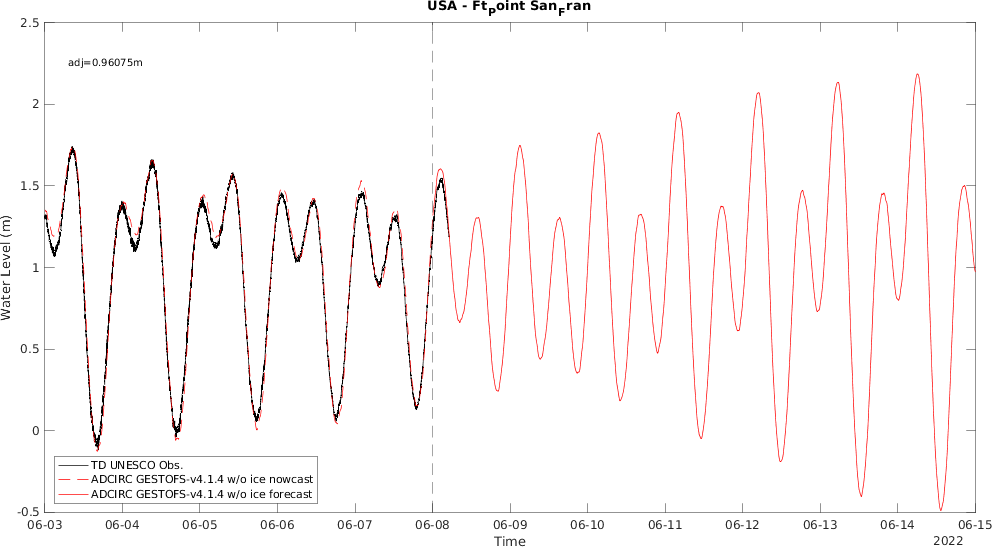 USA - Ft_Point San_Fran
adj=0.96075m
2.5
2
1.5
1
0.5
0
-0.5
Water Level (m)
TD UNESCO Obs.
ADCIRC GESTOFS-v4.1.4 w/o ice nowcast
ADCIRC GESTOFS-v4.1.4 w/o ice forecast
06-03 06-04 06-05 06-06 06-07 06-08 06-09 06-10 06-11 06-12 06-13 06-14 06-15
Time
2022